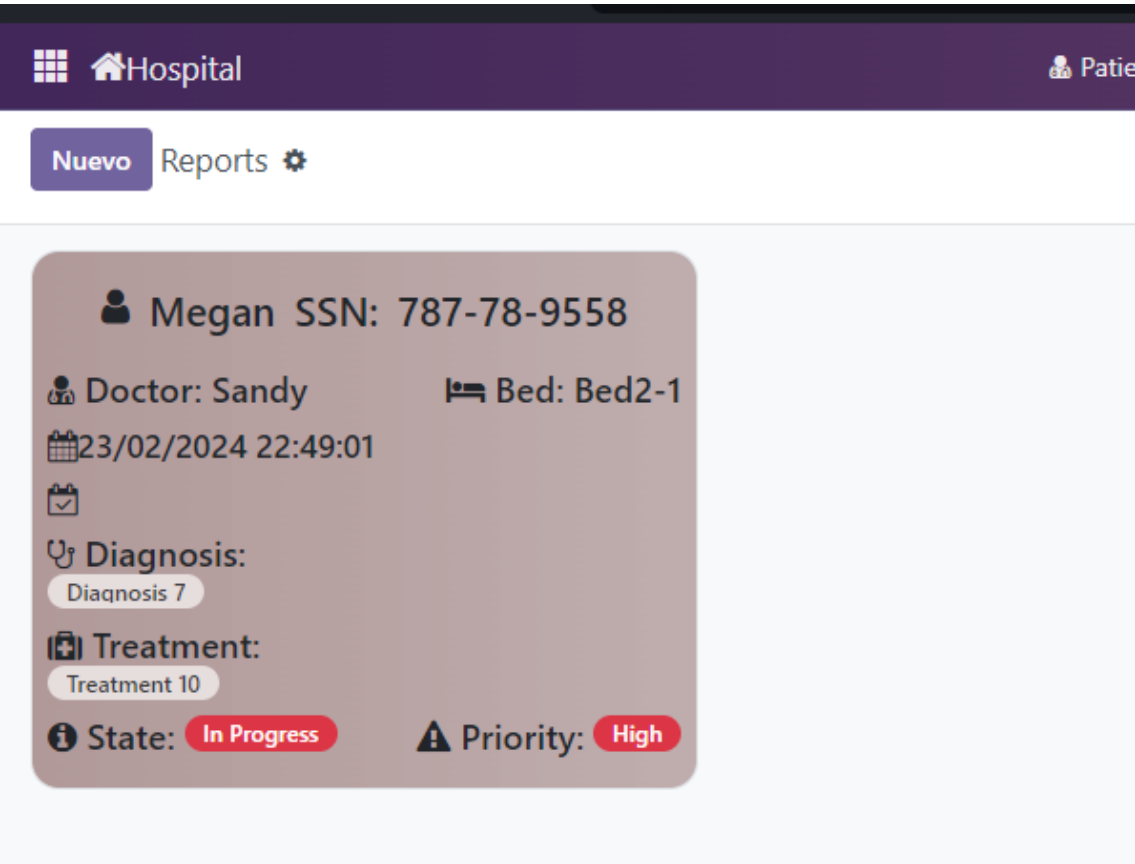 Hospital Patie
Nuevo Reports
Megan SSN: 787-78-9558
Doctor: Sandy Bed: Bed2-1
23/02/2024 22:49:01
Diagnosis:
Diagnosis 7
Treatment:
Treatment 10
State: In Progress Priority: High